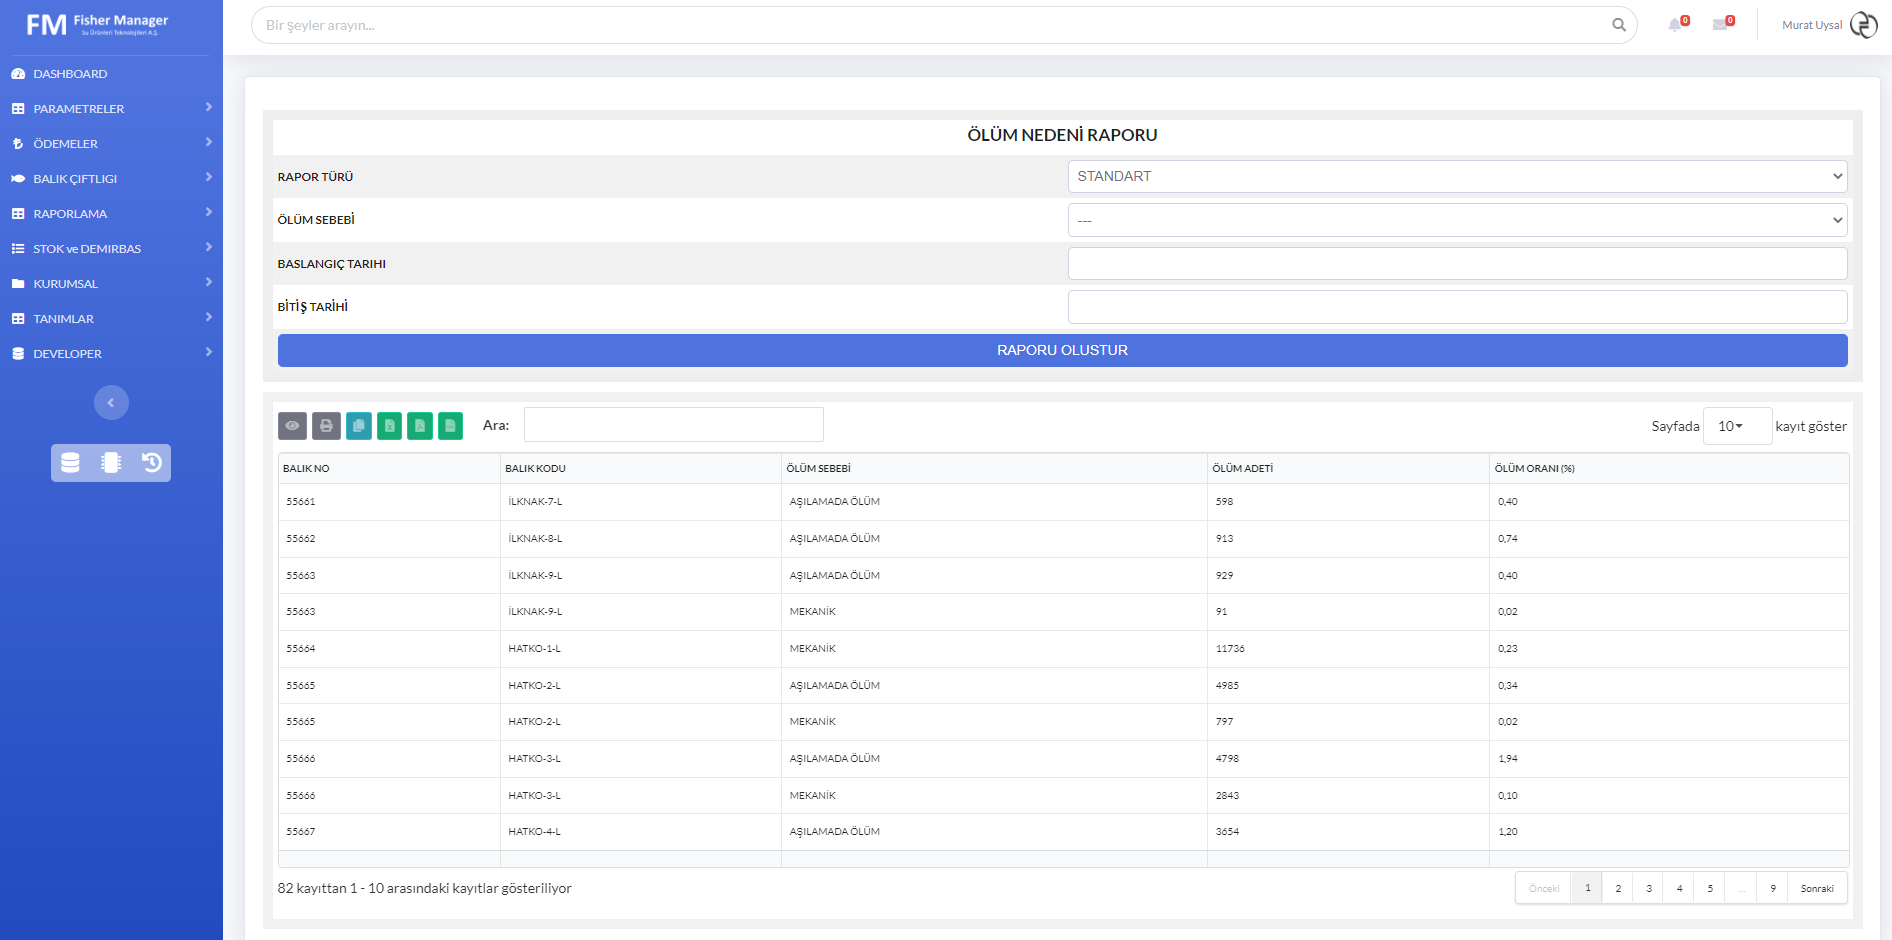 FM Fisher Manager
Su Ürünleri Teknolojileri A.Ş.
Bir şeyler arayın...
0
0
Murat Uysal
DASHBOARD
PARAMETRELER
ÖDEMELER
BALIK ÇIFTLIGI
RAPORLAMA
STOK ve DEMIRBAS
KURUMSAL
TANIMLAR
DEVELOPER
ÖLÜM NEDENİ RAPORU
RAPOR TÜRÜ
STANDART
ÖLÜM SEBEBİ
---
BASLANGIÇ TARIHI
BİTİŞ TARİHİ
RAPORU OLUSTUR
Ara:
Sayfada 10 kayıt göster
BALIK NO BALIK KODU ÖLÜM SEBEBİ ÖLÜM ADETİ ÖLÜM ORANI (%)
55661 İLKNAK-7-L AŞILAMADA ÖLÜM 598 0,40
55662 İLKNAK-8-L AŞILAMADA ÖLÜM 913 0,74
55663 İLKNAK-9-L AŞILAMADA ÖLÜM 929 0,40
55663 İLKNAK-9-L MEKANİK 91 0,02
55664 HATKO-1-L MEKANİK 11736 0,23
55665 HATKO-2-L AŞILAMADA ÖLÜM 4985 0,34
55665 HATKO-2-L MEKANİK 797 0,02
55666 HATKO-3-L AŞILAMADA ÖLÜM 4798 1,94
55666 HATKO-3-L MEKANİK 2843 0,10
55667 HATKO-4-L AŞILAMADA ÖLÜM 3654 1,20
82 kayıttan 1 - 10 arasındaki kayıtlar gösteriliyor
Önceki 1 2 3 4 5 ... 9 Sonraki